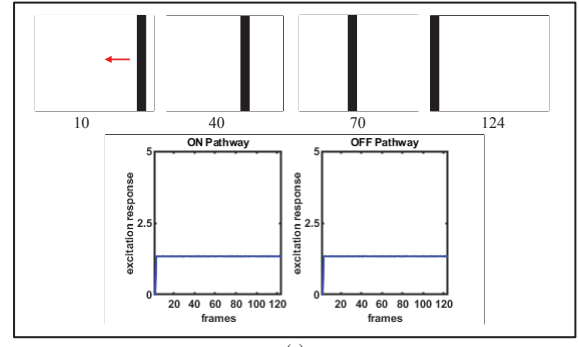 10 40 70 124
ON Pathway OFF Pathway
5 5
excitation response excitation response
2.5 2.5
0 0
20 40 60 80 100 120 20 40 60 80 100 120
frames frames